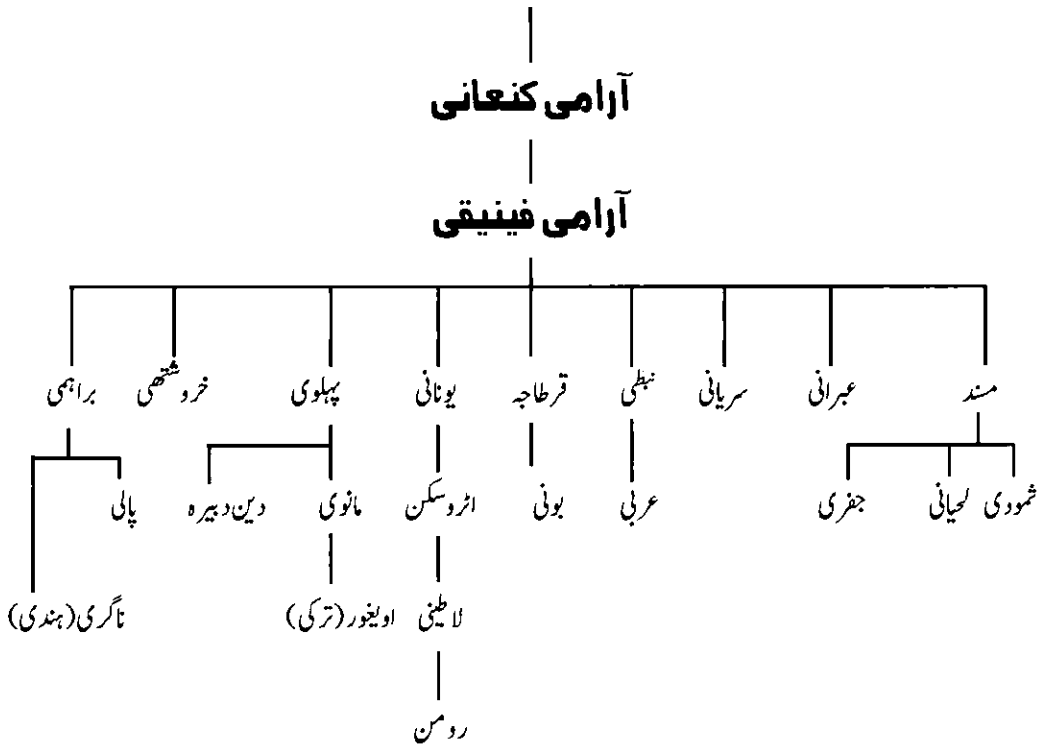 آرامی کنعانی
آرامی فینیقی
مسند عبرانی سریانی نبطی قرطاجہ یونانی پہلوی خروشتھی براہمی
ثمودی لحیانی جفری عربی بونی اٹروسکن مانوی دین دبیرہ پالی
لاطینی اویغور (ترکی) ناگری (ہندی)
رومن